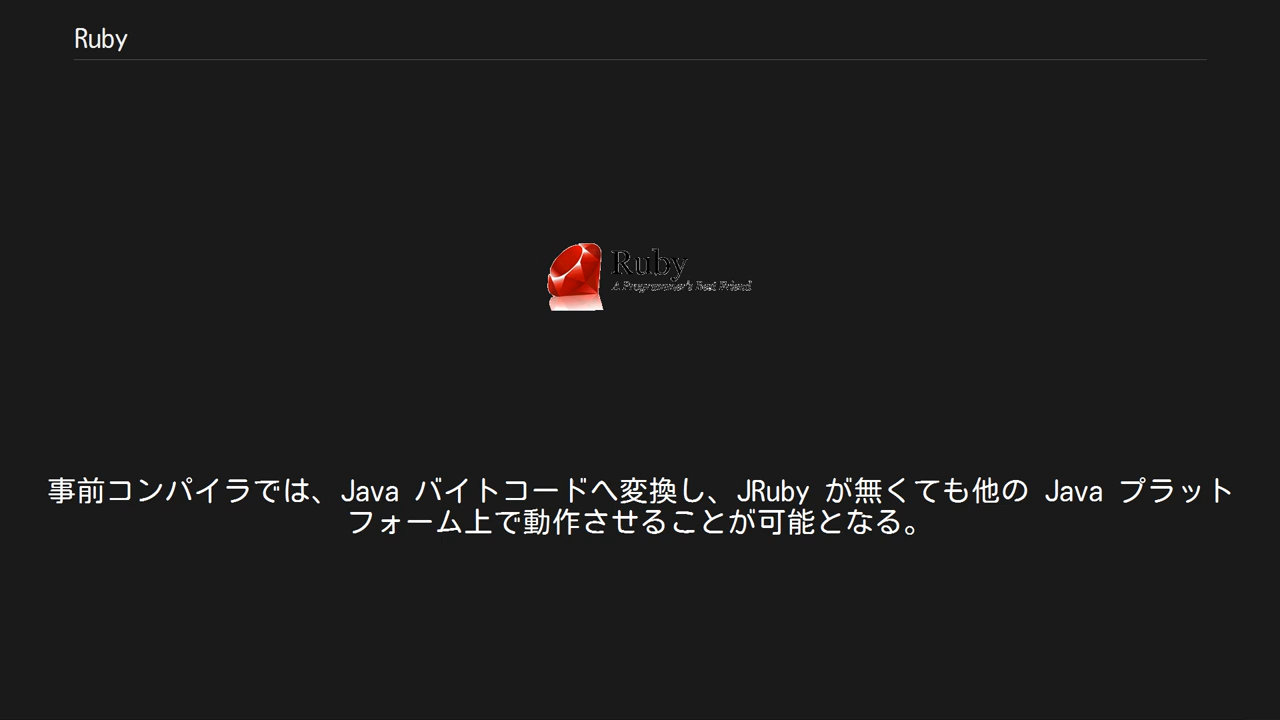 Ruby
Ruby
A Programmer's Best Friend
事前コンパイラでは、Java バイトコードへ変換し、JRuby が無くても他の Java プラット
フォーム上で動作させることが可能となる。